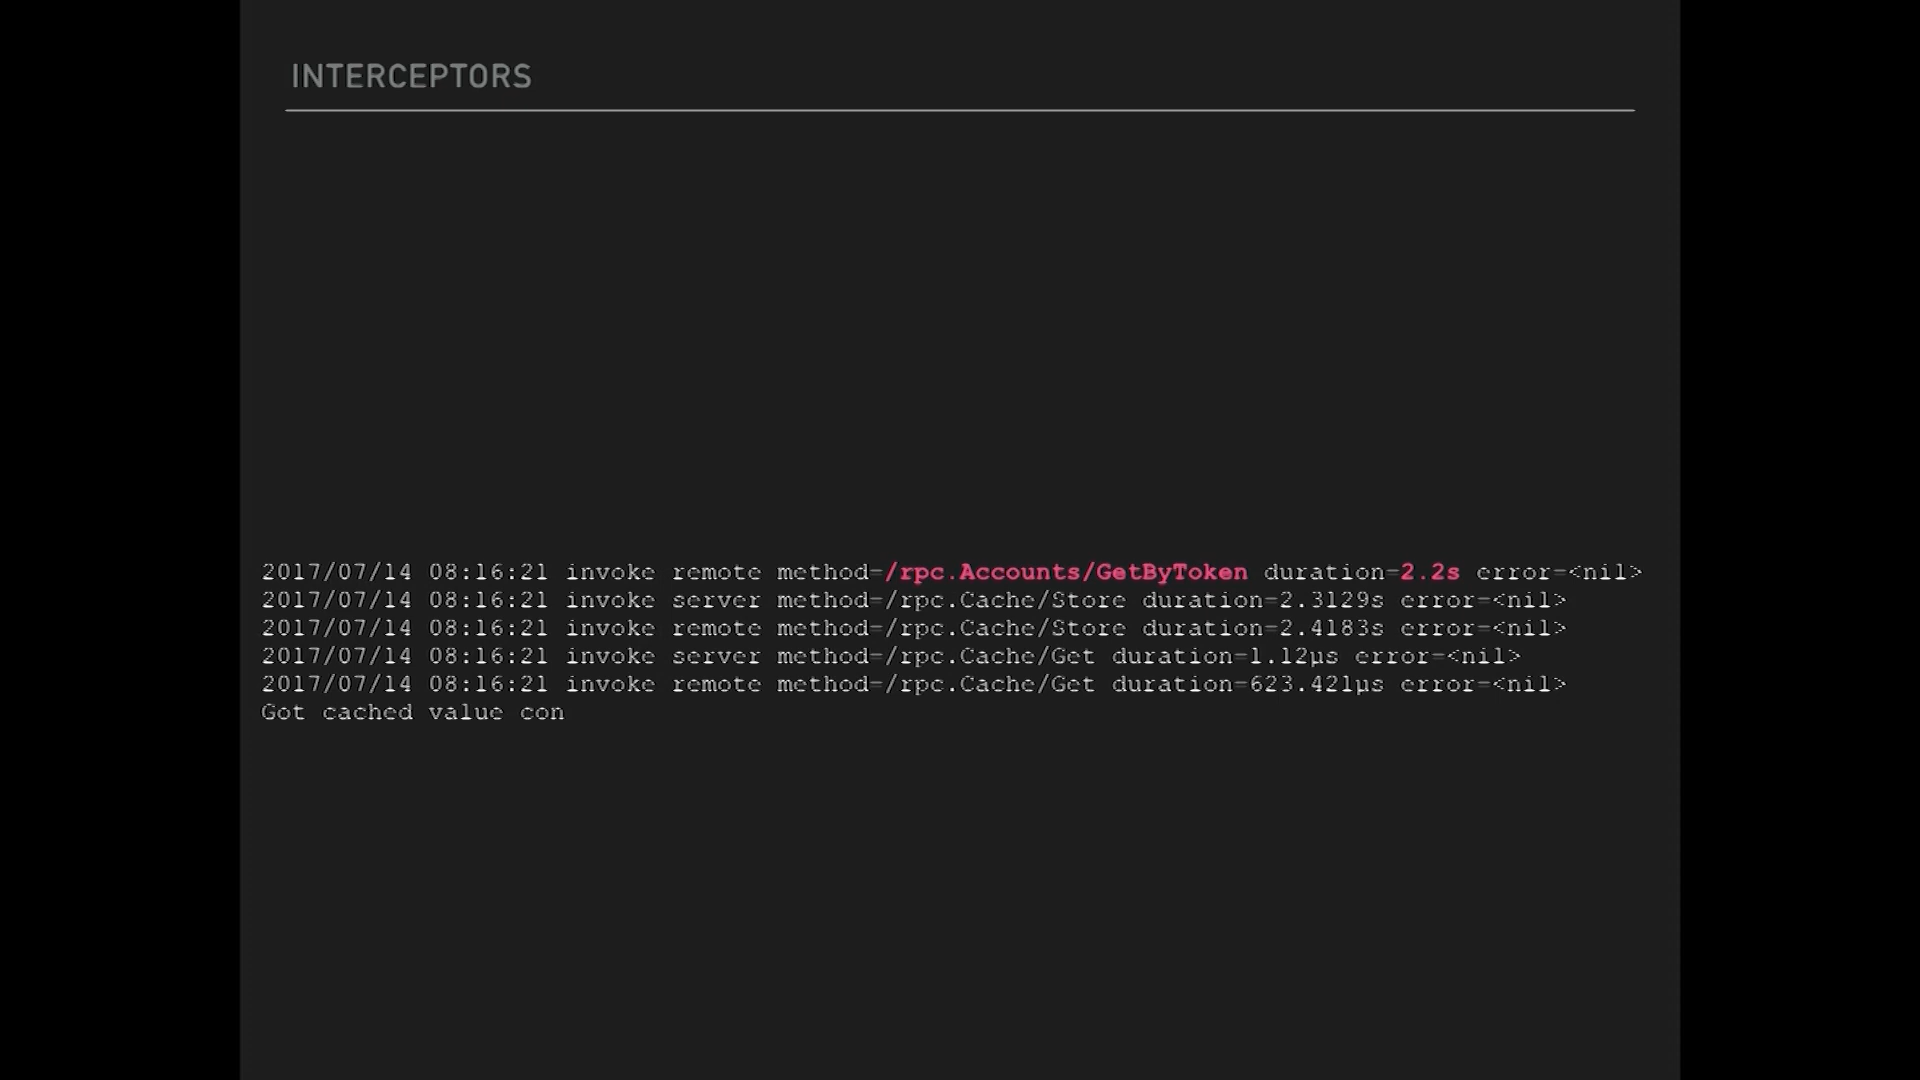 INTERCEPTORS
2017/07/14 08:16:21 invoke remote method=/rpc.Accounts/GetByToken duration=2.2s error=<nil>
2017/07/14 08:16:21 invoke server method=/rpc.Cache/Store duration=2.3129s error=<nil>
2017/07/14 08:16:21 invoke remote method=/rpc.Cache/Store duration=2.4183s error=<nil>
2017/07/14 08:16:21 invoke server method=/rpc.Cache/Get duration=1.12µs error=<nil>
2017/07/14 08:16:21 invoke remote method=/rpc.Cache/Get duration=623.421µs error=<nil>
Got cached value con